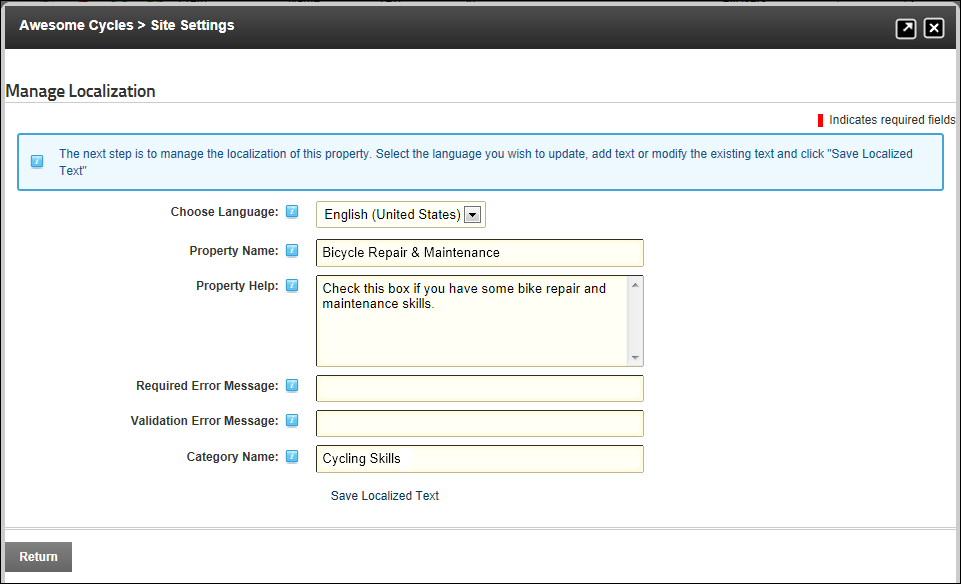 Awesome Cycles > Site Settings
Manage Localization
Indicates required fields
The next step is to manage the localization of this property. Select the language you wish to update, add text or modify the existing text and click "Save Localized
Text"
Choose Language: English (United States)
Property Name: Bicycle Repair & Maintenance
Property Help: Check this box if you have some bike repair and
maintenance skills.
Required Error Message:
Validation Error Message:
Category Name: Cycling Skills
Save Localized Text
Return